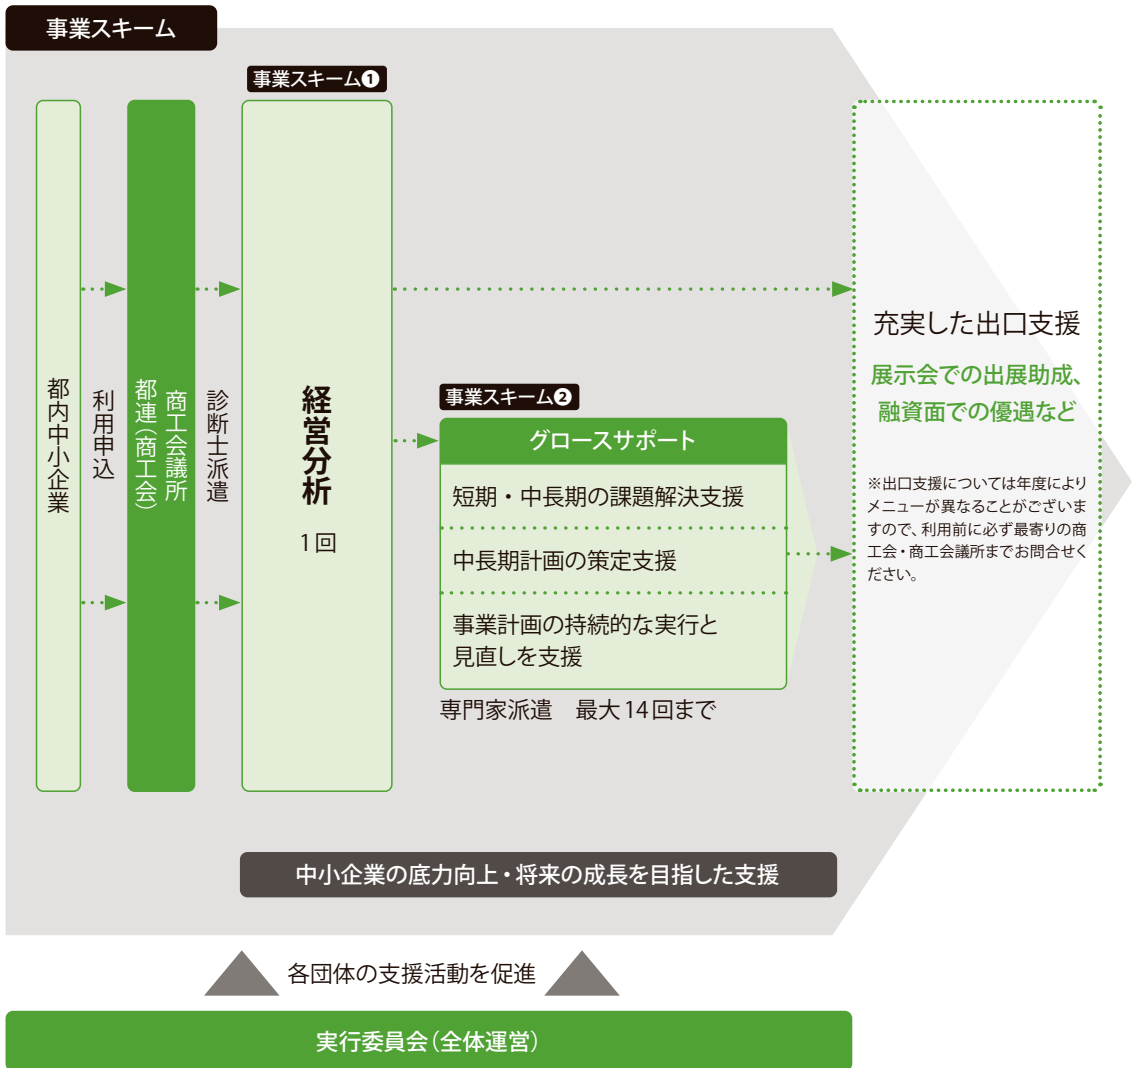 事業スキーム
事業スキーム❶
都内中小企業
利用申込
商工会議所
都連（商工会）
診断士派遣
経営分析
1回
事業スキーム❷
グロースサポート
短期・中長期の課題解決支援
中長期計画の策定支援
事業計画の持続的な実行と
見直しを支援
専門家派遣　最大14回まで
充実した出口支援
展示会での出展助成、
融資面での優遇など
※出口支援については年度により
メニューが異なることがございま
すので、利用前に必ず最寄りの商
工会・商工会議所までお問合せく
ださい。
中小企業の底力向上・将来の成長を目指した支援
各団体の支援活動を促進
実行委員会（全体運営）